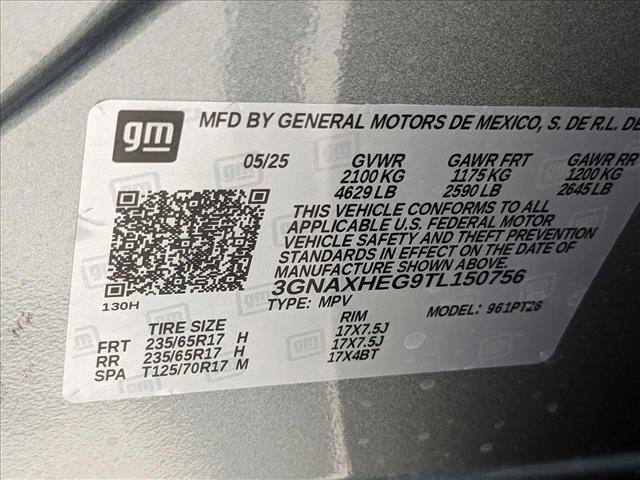 gm MFD BY GENERAL MOTORS DE MEXICO, S. DE R.L. DE
05/25 GVWR GAWR FRT GAWR RR
2100 KG 1175 KG 1200 KG
4629 LB 2590 LB 2645 LB
THIS VEHICLE CONFORMS TO ALL
APPLICABLE U.S. FEDERAL MOTOR
VEHICLE SAFETY AND THEFT PREVENTION
STANDARDS IN EFFECT ON THE DATE OF
MANUFACTURE SHOWN ABOVE.
3GNAXHEG9TL150756
130H TYPE: MPV MODEL: 961PT26
TIRE SIZE RIM
FRT 235/65R17 H 17X7.5J
RR 235/65R17 H 17X7.5J
SPA T125/70R17 M 17X4BT